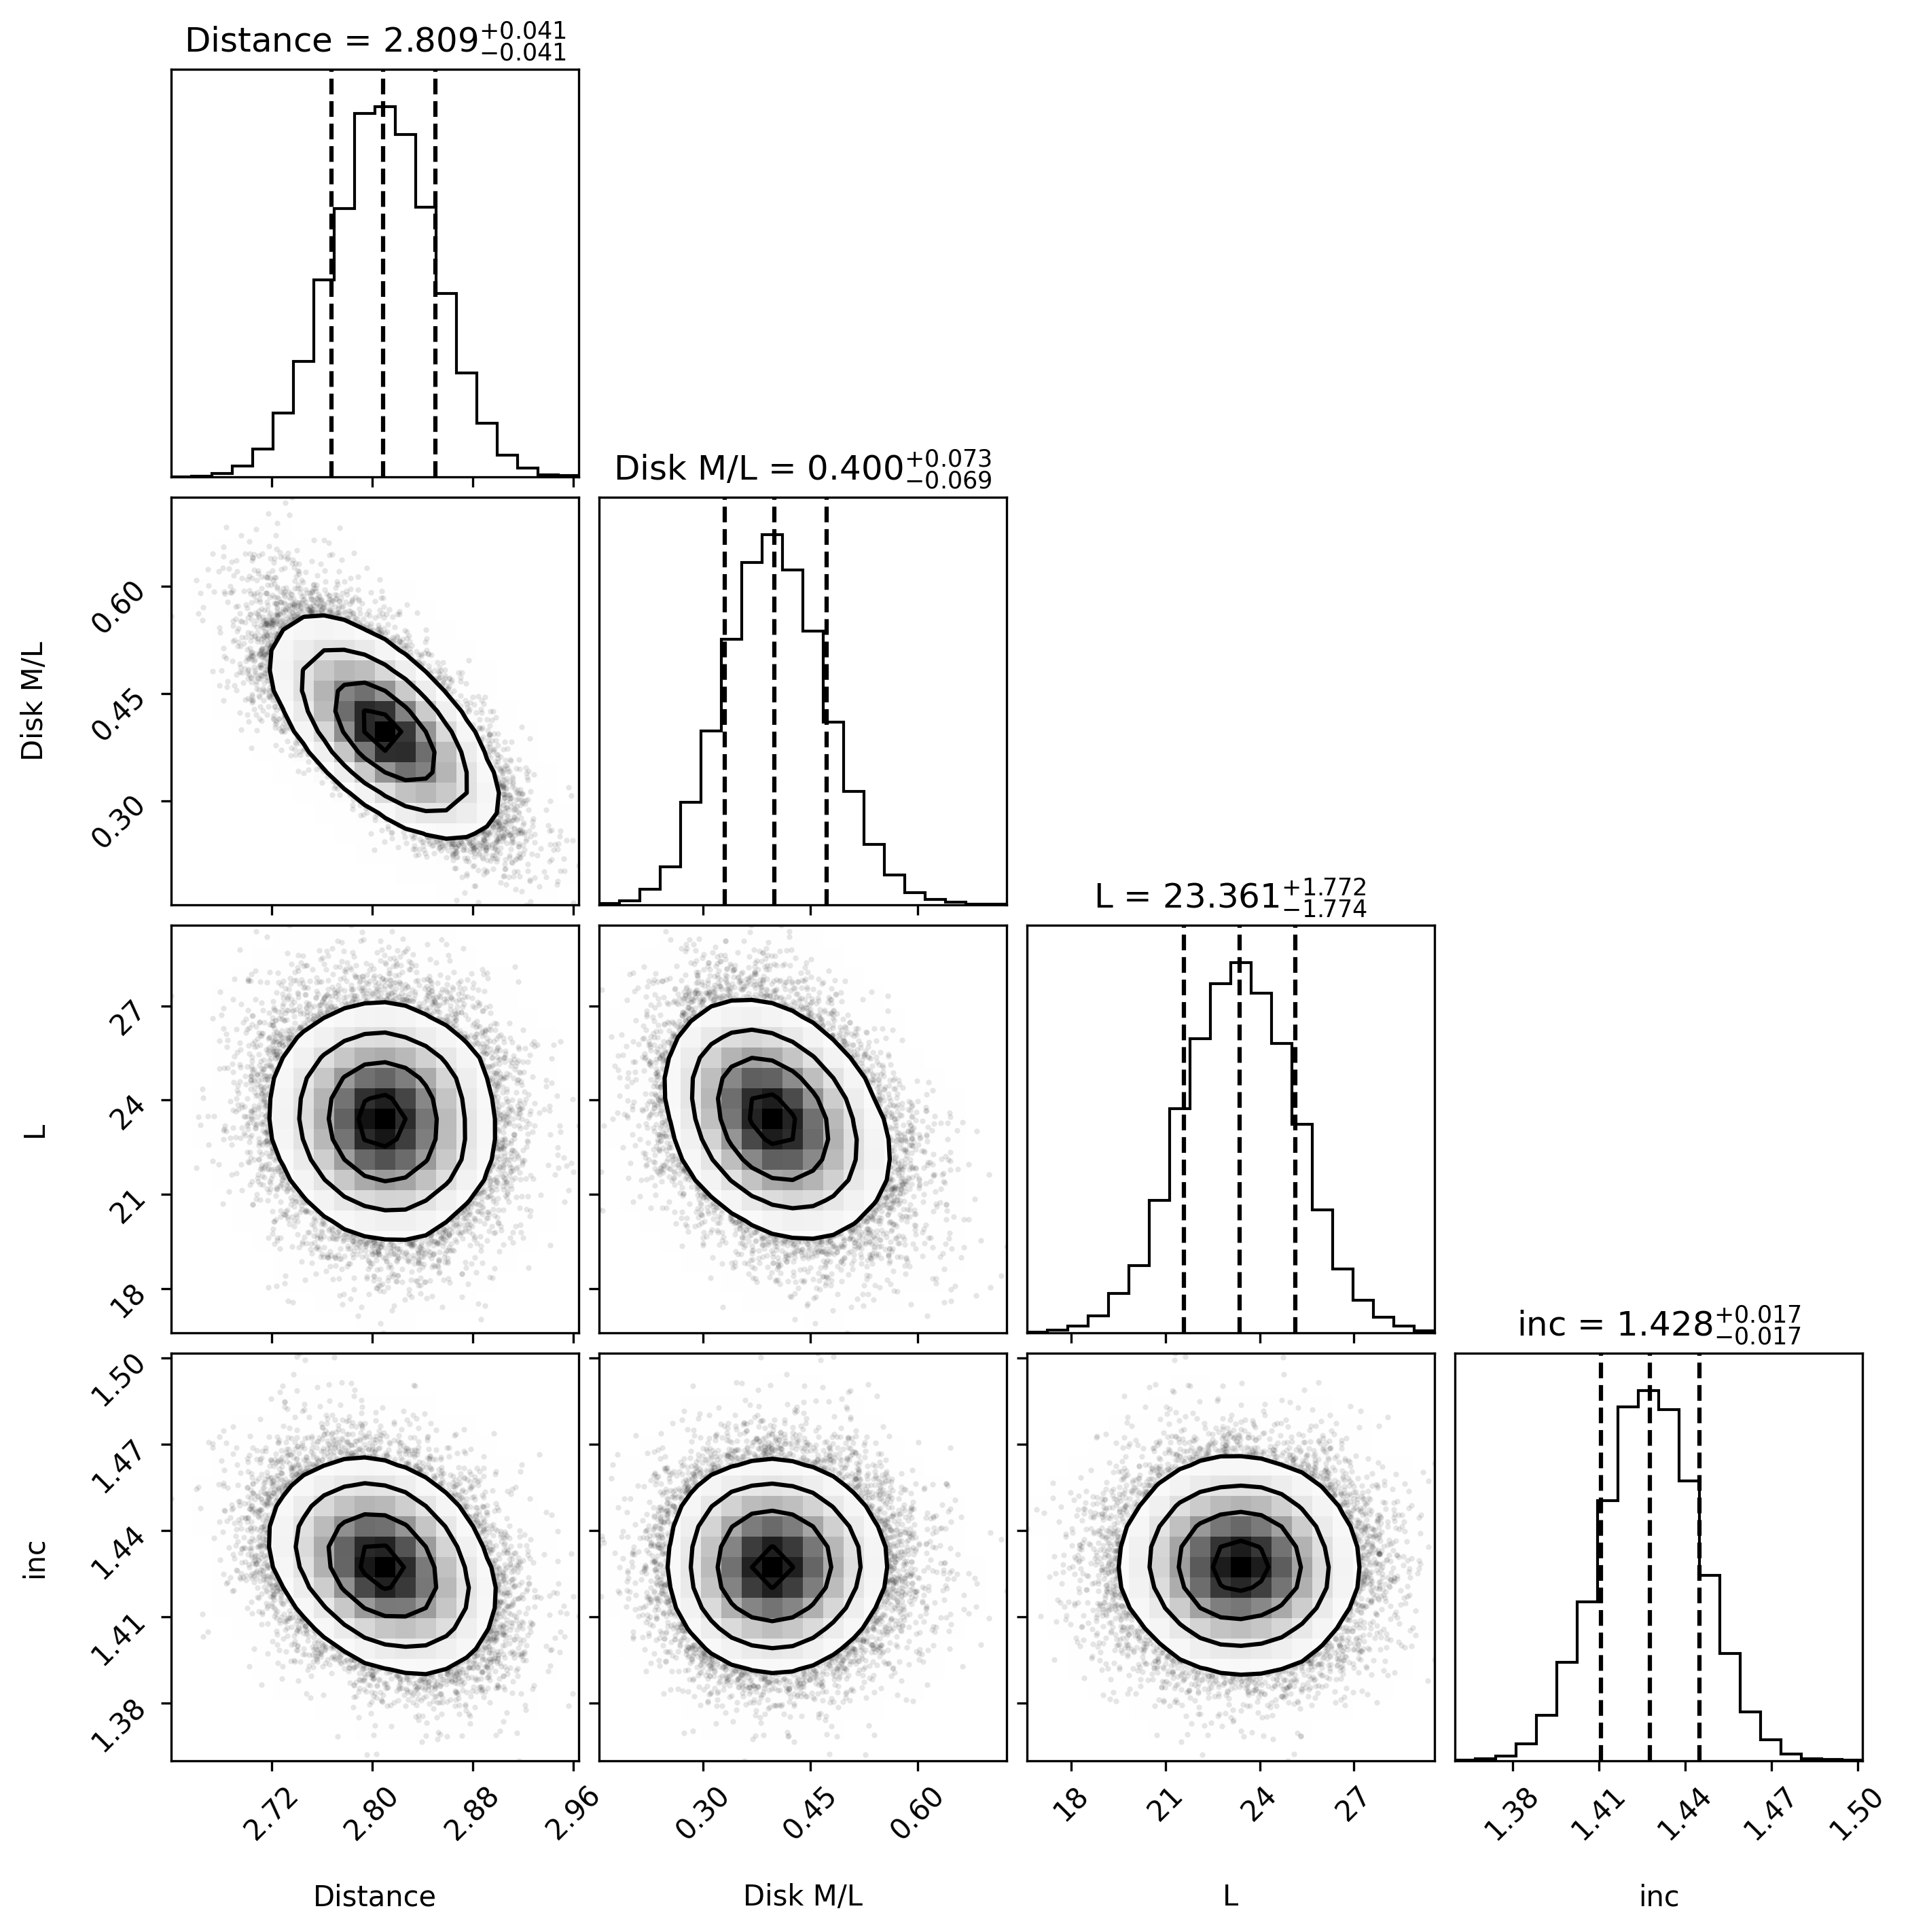 Distance = 2.809 +0.041 −0.041
Disk M/L = 0.400 +0.073 −0.069
0.60
0.45
0.30
Disk M/L
L = 23.361 +1.772 −1.774
27
24
21
18
L
inc = 1.428 +0.017 −0.017
1.50
1.47
1.44
1.41
1.38
inc
2.72 2.80 2.88 2.96 0.30 0.45 0.60 18 21 24 27 1.38 1.41 1.44 1.47 1.50
Distance Disk M/L L inc